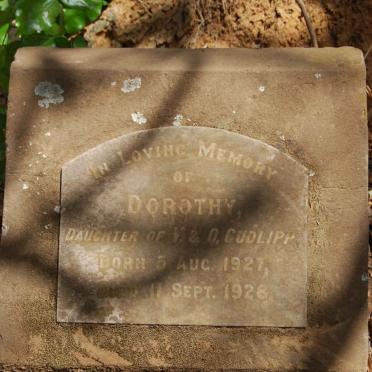 In Loving Memory
of
Dorothy,
Daughter of V. & O. Cudlipp
Born 5 Aug. 1927,
11 Sept. 1928